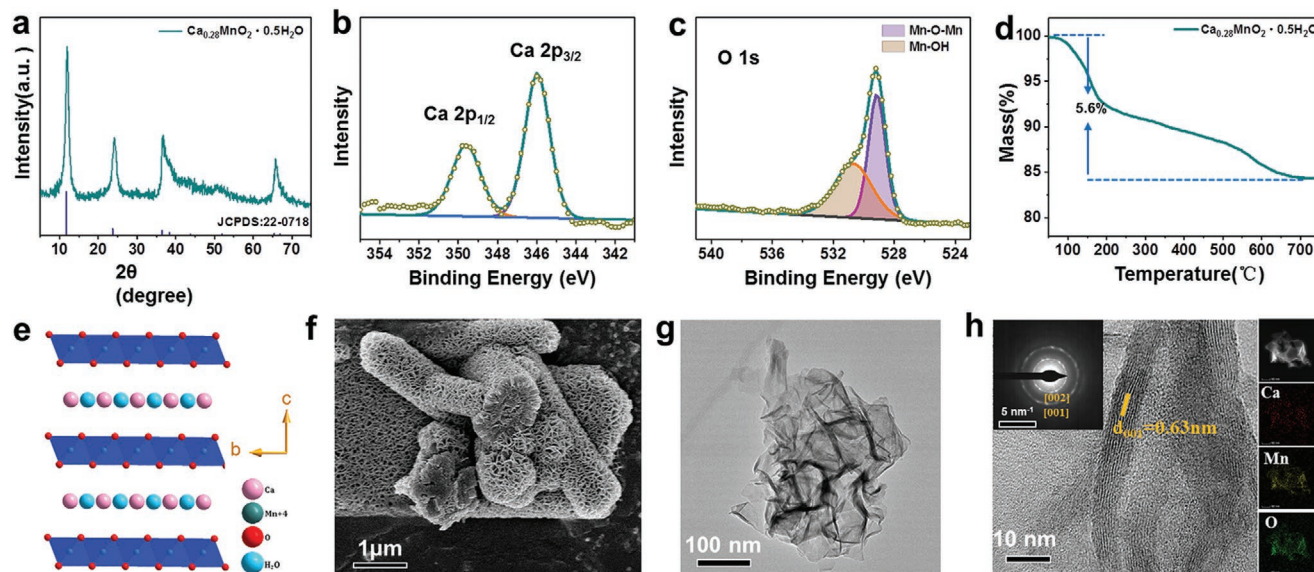 a
Intensity(a.u.)
Ca0.28MnO2 · 0.5H2O
JCPDS:22-0718
10 20 30 40 50 60 70
2θ
(degree)
b
Intensity
Ca 2p1/2
Ca 2p3/2
354 352 350 348 346 344 342
Binding Energy (eV)
c
Intensity
O 1s
Mn-O-Mn
Mn-OH
540 536 532 528 524
Binding Energy (eV)
d
Mass(%)
Ca0.28MnO2 · 0.5H2O
100
95
90
85
80
5.6%
100 200 300 400 500 600 700
Temperature(℃)
e
c
b
Ca
Mn+4
O
H2O
f
1μm
g
100 nm
h
[002]
[001]
5 nm-1
d001=0.63nm
10 nm
Ca
Mn
O